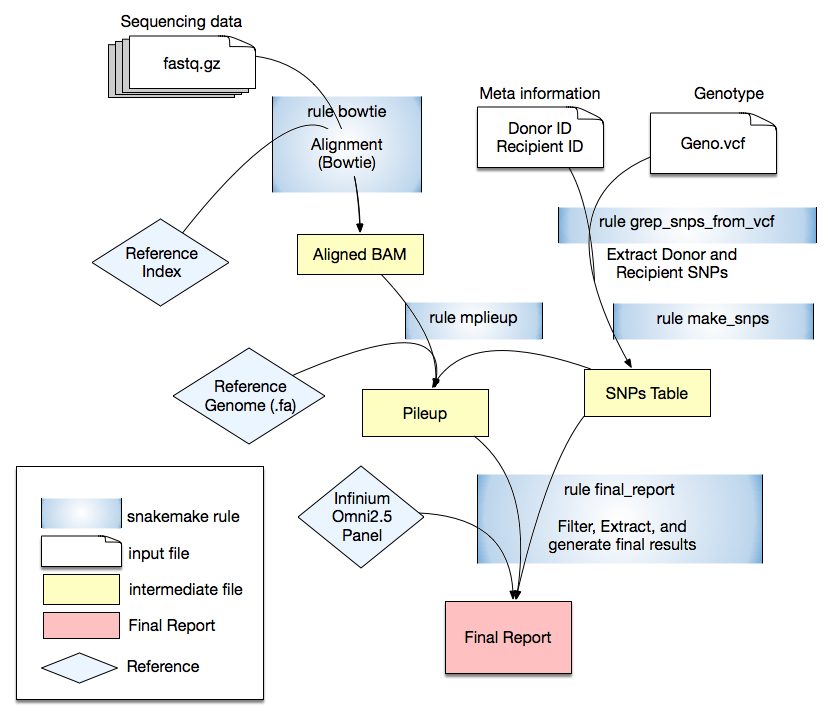 Sequencing data
fastq.gz
rule bowtie
Alignment
(Bowtie)
Meta information
Genotype
Donor ID
Recipient ID
Geno.vcf
rule grep_snps_from_vcf
Extract Donor and
Recipient SNPs
Reference
Index
Aligned BAM
rule mplieup
rule make_snps
Reference
Genome (.fa)
Pileup
SNPs Table
Infinium
Omni2.5
Panel
rule final_report
Filter, Extract, and
generate final results
Final Report
snakemake rule
input file
intermediate file
Final Report
Reference